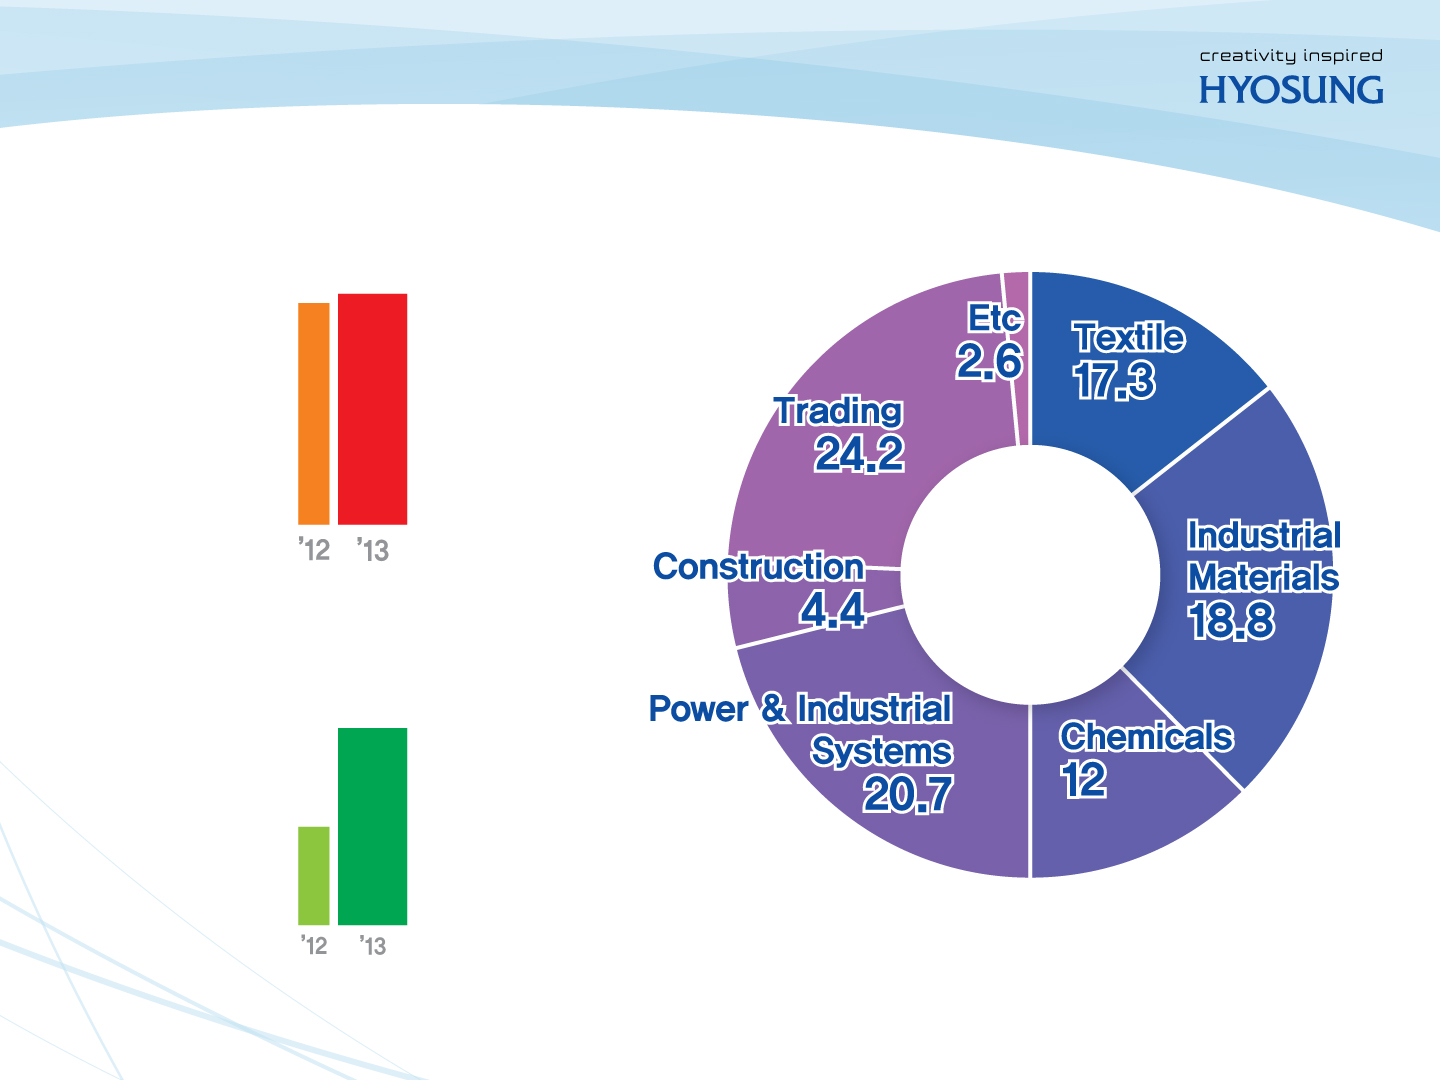 creativity inspired
HYOSUNG
’12 ’13
’12 ’13
Etc
2.6
Textile
17.3
Trading
24.2
Industrial
Materials
18.8
Construction
4.4
Power & Industrial
Systems
20.7
Chemicals
12